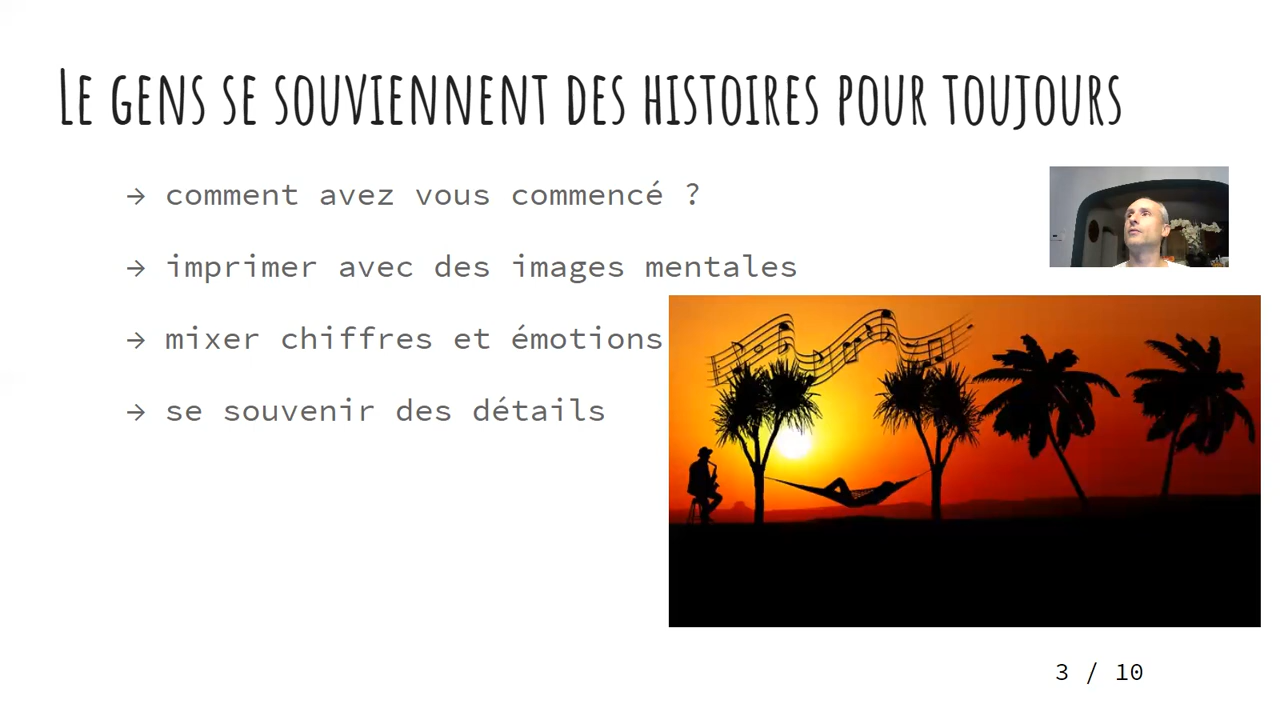 Le gens se souviennent des histoires pour toujours
→ comment avez vous commencé ?
→ imprimer avec des images mentales
→ mixer chiffres et émotions
→ se souvenir des détails
3 / 10